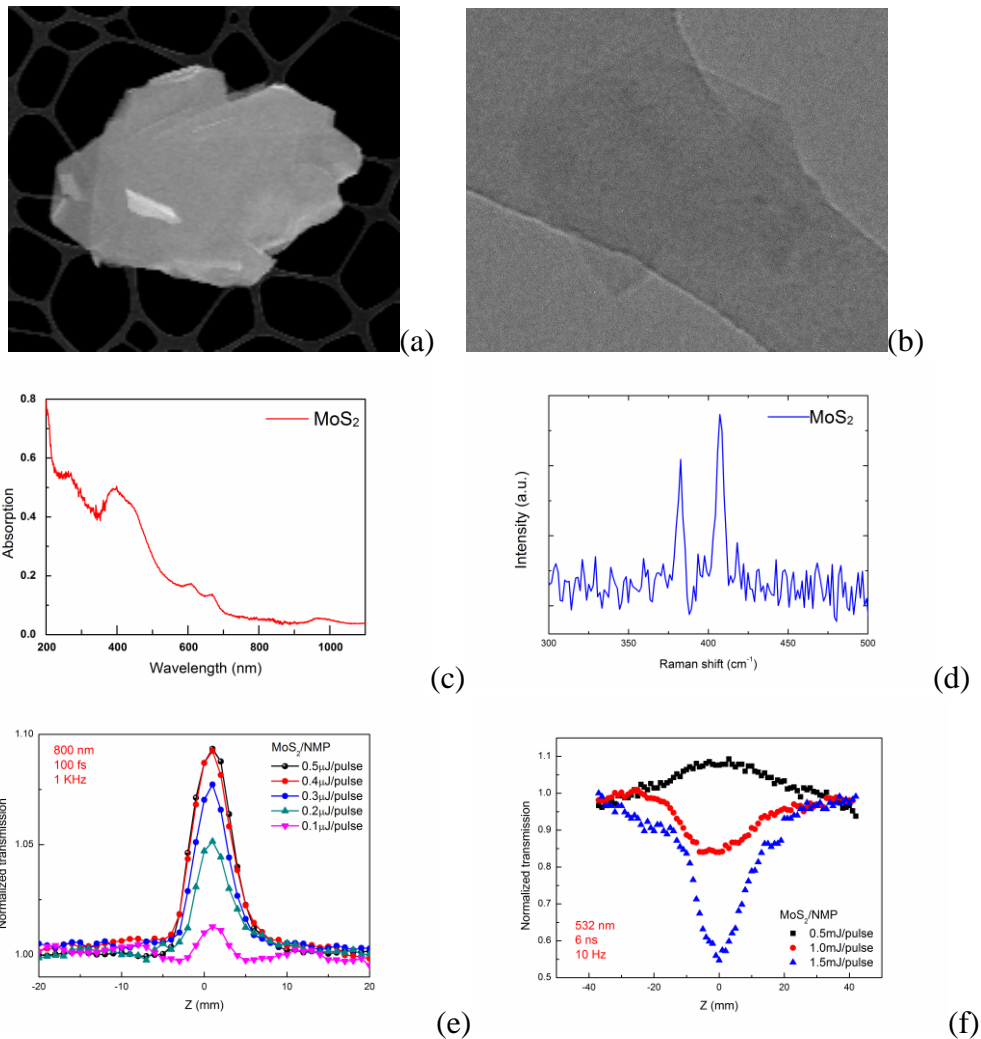 (a)
(b)
0.8
0.6
0.4
0.2
0.0
200 400 600 800 1000
Absorption
Wavelength (nm)
MoS₂
(c)
Intensity (a.u.)
300 350 400 450 500
Raman shift (cm⁻¹)
MoS₂
(d)
1.10
1.05
1.00
-20 -10 0 10 20
Normalized transmission
Z (mm)
800 nm
100 fs
1 KHz
MoS₂/NMP
0.5μJ/pulse
0.4μJ/pulse
0.3μJ/pulse
0.2μJ/pulse
0.1μJ/pulse
(e)
1.1
1.0
0.9
0.8
0.7
0.6
0.5
-40 -20 0 20 40
Normalized transmission
Z (mm)
532 nm
6 ns
10 Hz
MoS₂/NMP
0.5mJ/pulse
1.0mJ/pulse
1.5mJ/pulse
(f)